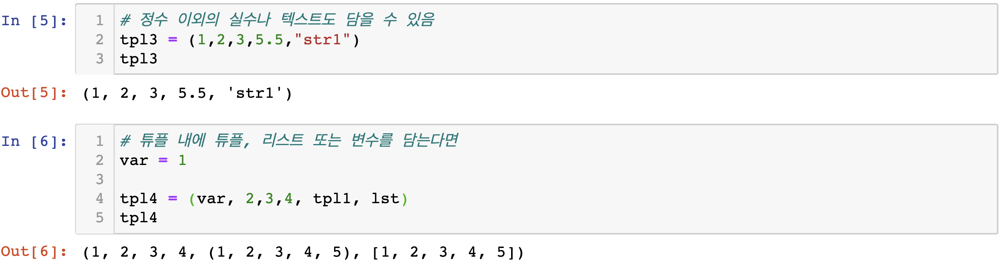 In [5]:
1 # 정수 이외의 실수나 텍스트도 담을 수 있음
2 tpl3 = (1,2,3,5.5,"str1")
3 tpl3
Out[5]: (1, 2, 3, 5.5, 'str1')
In [6]:
1 # 튜플 내에 튜플, 리스트 또는 변수를 담는다면
2 var = 1
3
4 tpl4 = (var, 2,3,4, tpl1, lst)
5 tpl4
Out[6]: (1, 2, 3, 4, (1, 2, 3, 4, 5), [1, 2, 3, 4, 5])